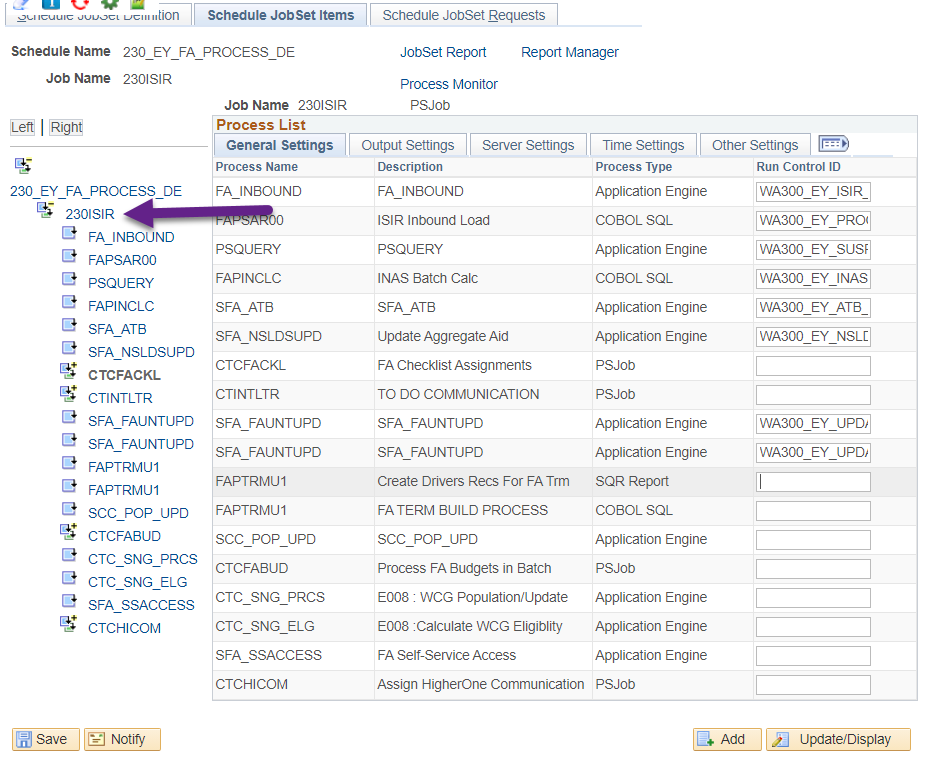 Schedule JobSet Definition Schedule JobSet Items Schedule JobSet Requests
Schedule Name 230_EY_FA_PROCESS_DE JobSet Report Report Manager
Job Name 230ISIR
Process Monitor
Job Name 230ISIR PSJob
Left | Right
Process List
General Settings Output Settings Server Settings Time Settings Other Settings
Process Name Description Process Type Run Control ID
230_EY_FA_PROCESS_DE
230ISIR
FA_INBOUND
FAPSAR00
PSQUERY
FAPINCLC
SFA_ATB
SFA_NSLDSUPD
CTCFACKL
CTINTLTR
SFA_FAUNTUPD
SFA_FAUNTUPD
FAPTRMU1
FAPTRMU1
SCC_POP_UPD
CTCFABUD
CTC_SNG_PRCS
CTC_SNG_ELG
SFA_SSACCESS
CTCHICOM
FA_INBOUND FA_INBOUND Application Engine WA300_EY_ISIR_
FAPSAR00 ISIR Inbound Load COBOL SQL WA300_EY_PRO
PSQUERY PSQUERY Application Engine WA300_EY_SUSP
FAPINCLC INAS Batch Calc COBOL SQL WA300_EY_INAS
SFA_ATB SFA_ATB Application Engine WA300_EY_ATB_
SFA_NSLDSUPD Update Aggregate Aid Application Engine WA300_EY_NSLD
CTCFACKL FA Checklist Assignments PSJob
CTINTLTR TO DO COMMUNICATION PSJob
SFA_FAUNTUPD SFA_FAUNTUPD Application Engine WA300_EY_UPDA
SFA_FAUNTUPD SFA_FAUNTUPD Application Engine WA300_EY_UPDA
FAPTRMU1 Create Drivers Recs For FA Trm SQR Report
FAPTRMU1 FA TERM BUILD PROCESS COBOL SQL
SCC_POP_UPD SCC_POP_UPD Application Engine
CTCFABUD Process FA Budgets in Batch PSJob
CTC_SNG_PRCS E008 : WCG Population/Update Application Engine
CTC_SNG_ELG E008 :Calculate WCG Eligiblity Application Engine
SFA_SSACCESS FA Self-Service Access Application Engine
CTCHICOM Assign HigherOne Communication PSJob
Save Notify Add Update/Display